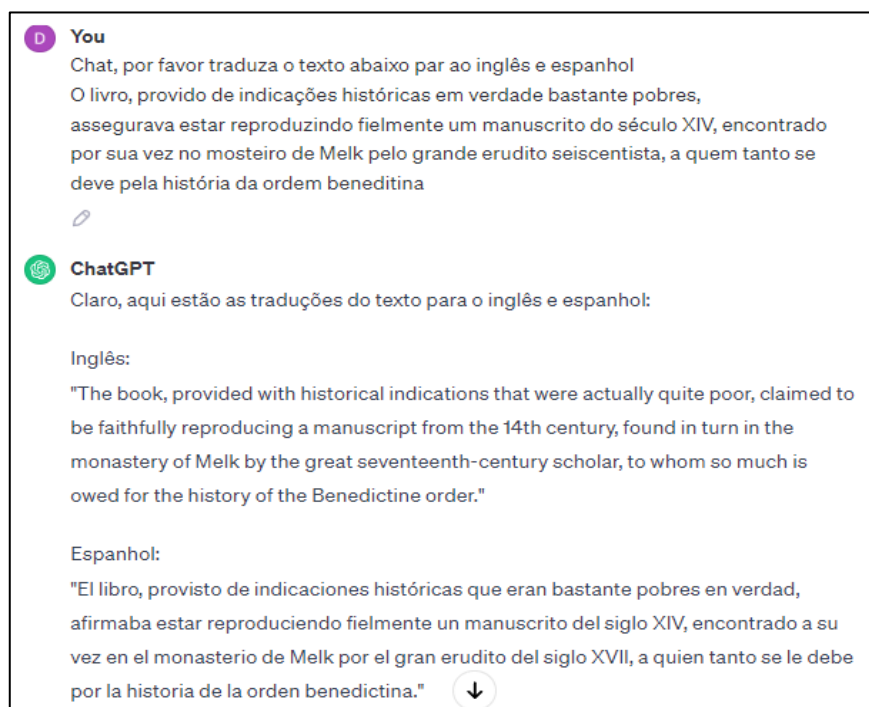 D You
Chat, por favor traduza o texto abaixo par ao inglês e espanhol
O livro, provido de indicações históricas em verdade bastante pobres,
assegurava estar reproduzindo fielmente um manuscrito do século XIV, encontrado
por sua vez no mosteiro de Melk pelo grande erudito seiscentista, a quem tanto se
deve pela história da ordem beneditina
ChatGPT
Claro, aqui estão as traduções do texto para o inglês e espanhol:
Inglês:
"The book, provided with historical indications that were actually quite poor, claimed to
be faithfully reproducing a manuscript from the 14th century, found in turn in the
monastery of Melk by the great seventeenth-century scholar, to whom so much is
owed for the history of the Benedictine order."
Espanhol:
"El libro, provisto de indicaciones históricas que eran bastante pobres en verdad,
afirmaba estar reproduciendo fielmente un manuscrito del siglo XIV, encontrado a su
vez en el monasterio de Melk por el gran erudito del siglo XVII, a quien tanto se le debe
por la historia de la orden benedictina."